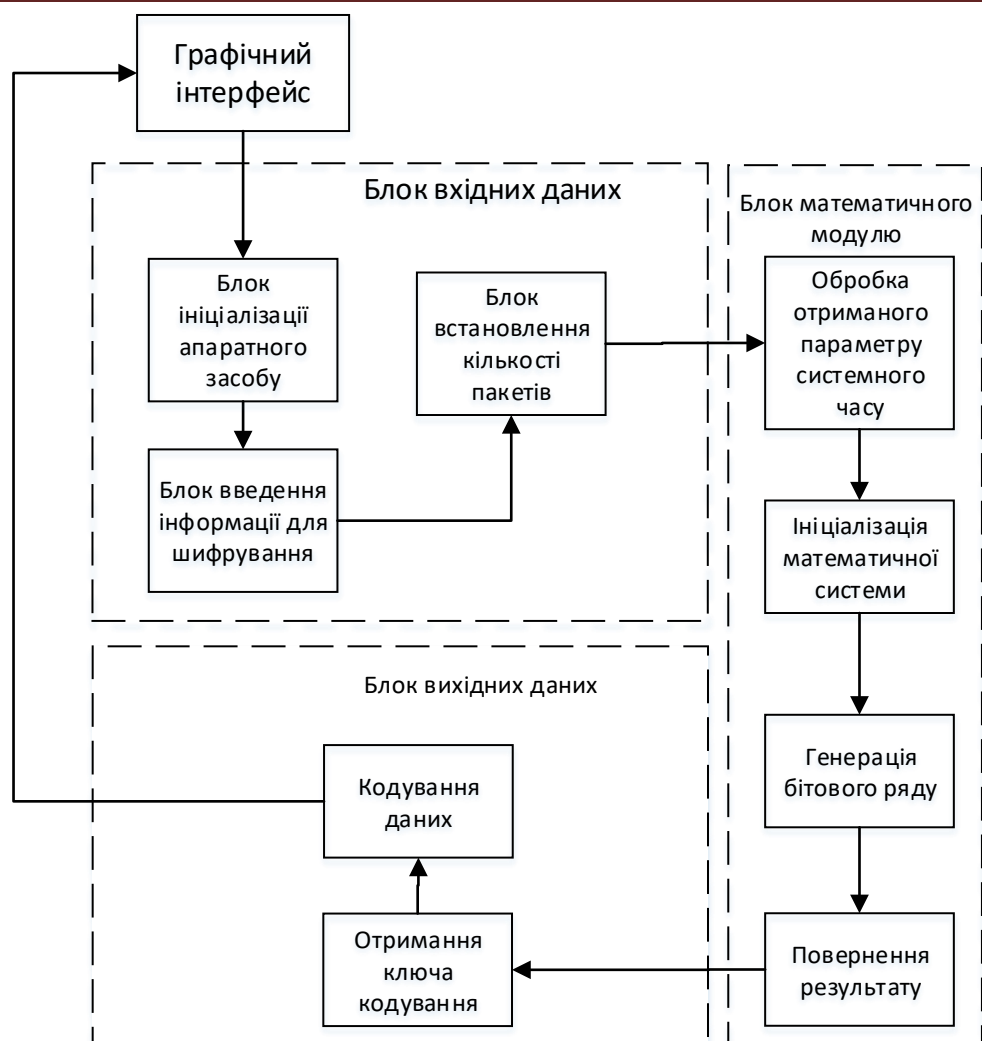 Графічний
інтерфейс
Блок вхідних даних
Блок
ініціалізації
апаратного
засобу
Блок введення
інформації для
шифрування
Блок
встановлення
кількості
пакетів
Блок математичного
модулю
Обробка
отриманого
параметру
системного
часу
Ініціалізація
математичної
системи
Генерація
бітового ряду
Повернення
результату
Блок вихідних даних
Кодування
даних
Отримання
ключа
кодування